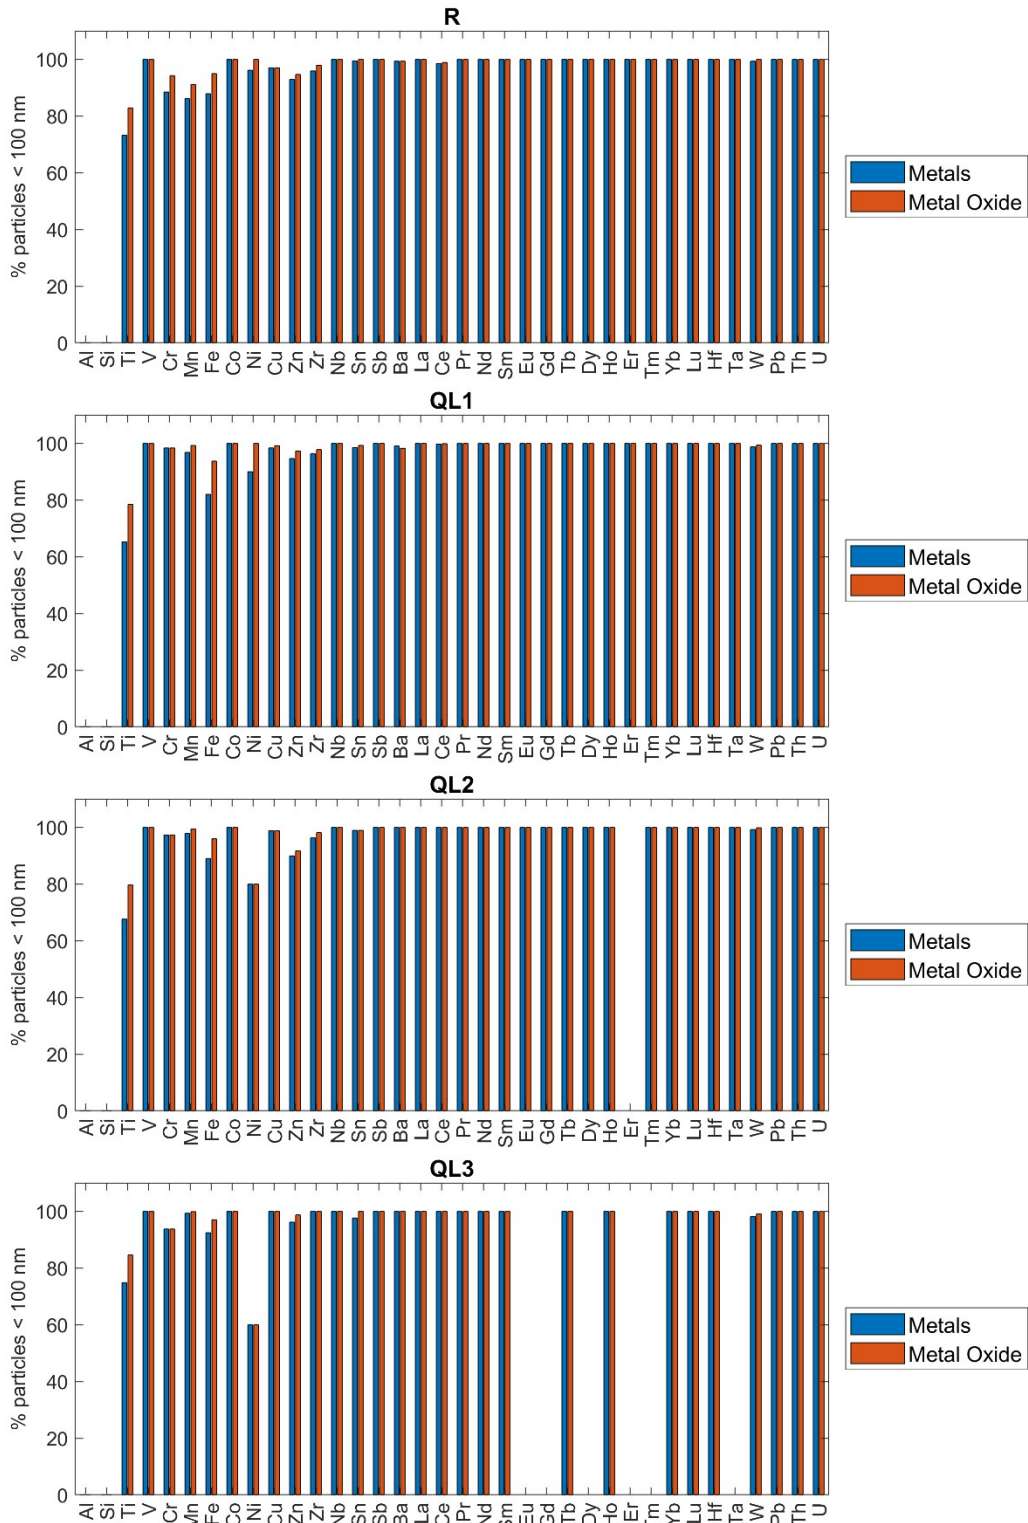 R
100
80
60
40
20
0
% particles < 100 nm
Al Si Ti V Cr Mn Fe Co Ni Cu Zn Zr Nb Sn Sb Ba La Ce Pr Nd Sm Eu Gd Tb Dy Ho Er Tm Yb Lu Hf Ta W Pb Th U
Metals
Metal Oxide
QL1
100
80
60
40
20
0
% particles < 100 nm
Al Si Ti V Cr Mn Fe Co Ni Cu Zn Zr Nb Sn Sb Ba La Ce Pr Nd Sm Eu Gd Tb Dy Ho Er Tm Yb Lu Hf Ta W Pb Th U
Metals
Metal Oxide
QL2
100
80
60
40
20
0
% particles < 100 nm
Al Si Ti V Cr Mn Fe Co Ni Cu Zn Zr Nb Sn Sb Ba La Ce Pr Nd Sm Eu Gd Tb Dy Ho Er Tm Yb Lu Hf Ta W Pb Th U
Metals
Metal Oxide
QL3
100
80
60
40
20
0
% particles < 100 nm
Al Si Ti V Cr Mn Fe Co Ni Cu Zn Zr Nb Sn Sb Ba La Ce Pr Nd Sm Eu Gd Tb Dy Ho Er Tm Yb Lu Hf Ta W Pb Th U
Metals
Metal Oxide